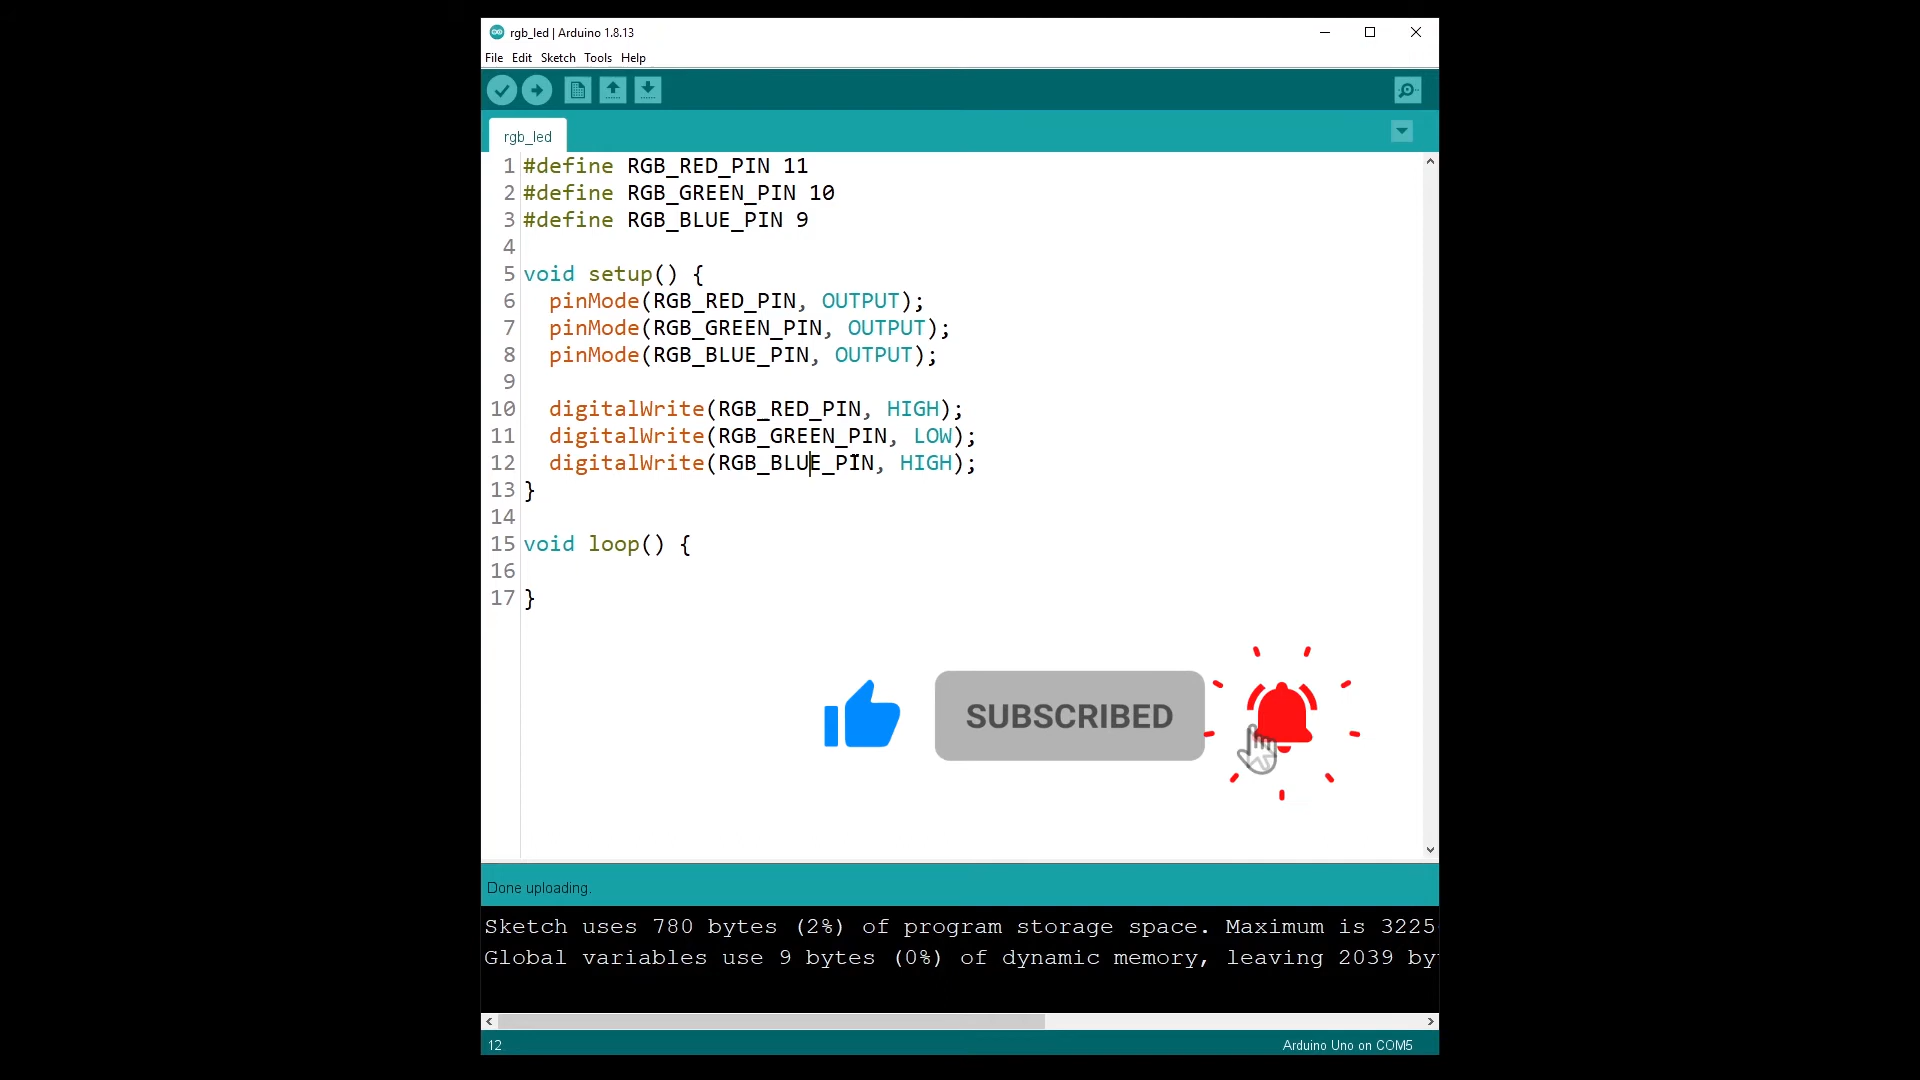 rgb_led | Arduino 1.8.13
File Edit Sketch Tools Help
rgb_led
1 #define RGB_RED_PIN 11
2 #define RGB_GREEN_PIN 10
3 #define RGB_BLUE_PIN 9
4
5 void setup() {
6 pinMode(RGB_RED_PIN, OUTPUT);
7 pinMode(RGB_GREEN_PIN, OUTPUT);
8 pinMode(RGB_BLUE_PIN, OUTPUT);
9
10 digitalWrite(RGB_RED_PIN, HIGH);
11 digitalWrite(RGB_GREEN_PIN, LOW);
12 digitalWrite(RGB_BLUE_PIN, HIGH);
13 }
14
15 void loop() {
16
17 }
SUBSCRIBED
Done uploading.
Sketch uses 780 bytes (2%) of program storage space. Maximum is 3225
Global variables use 9 bytes (0%) of dynamic memory, leaving 2039 by
12
Arduino Uno on COM5